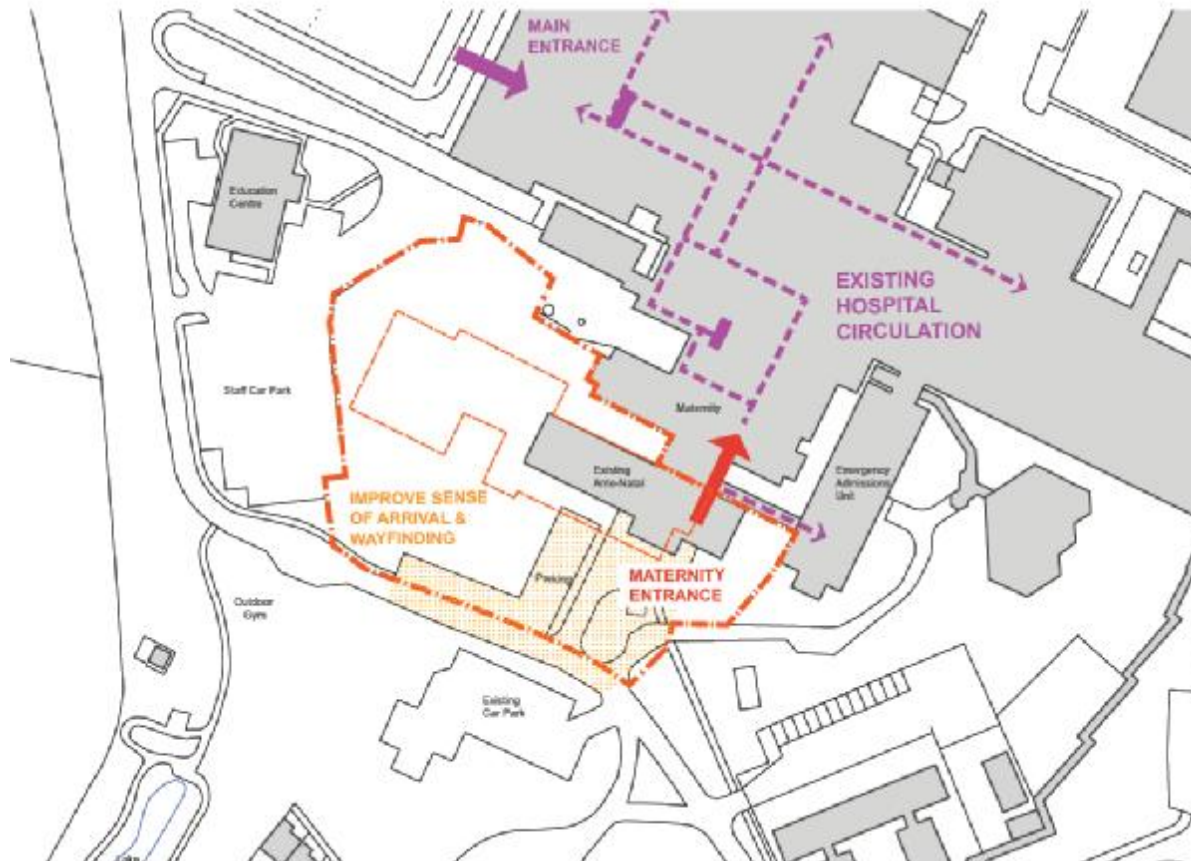 MAIN
ENTRANCE
Education
Centre
EXISTING
HOSPITAL
CIRCULATION
Staff Car Park
Maternity
Existing
Ante-Natal
Emergency
Admissions
Unit
IMPROVE SENSE
OF ARRIVAL &
WAYFINDING
Parking
MATERNITY
ENTRANCE
Outdoor
Gym
Existing
Car Park